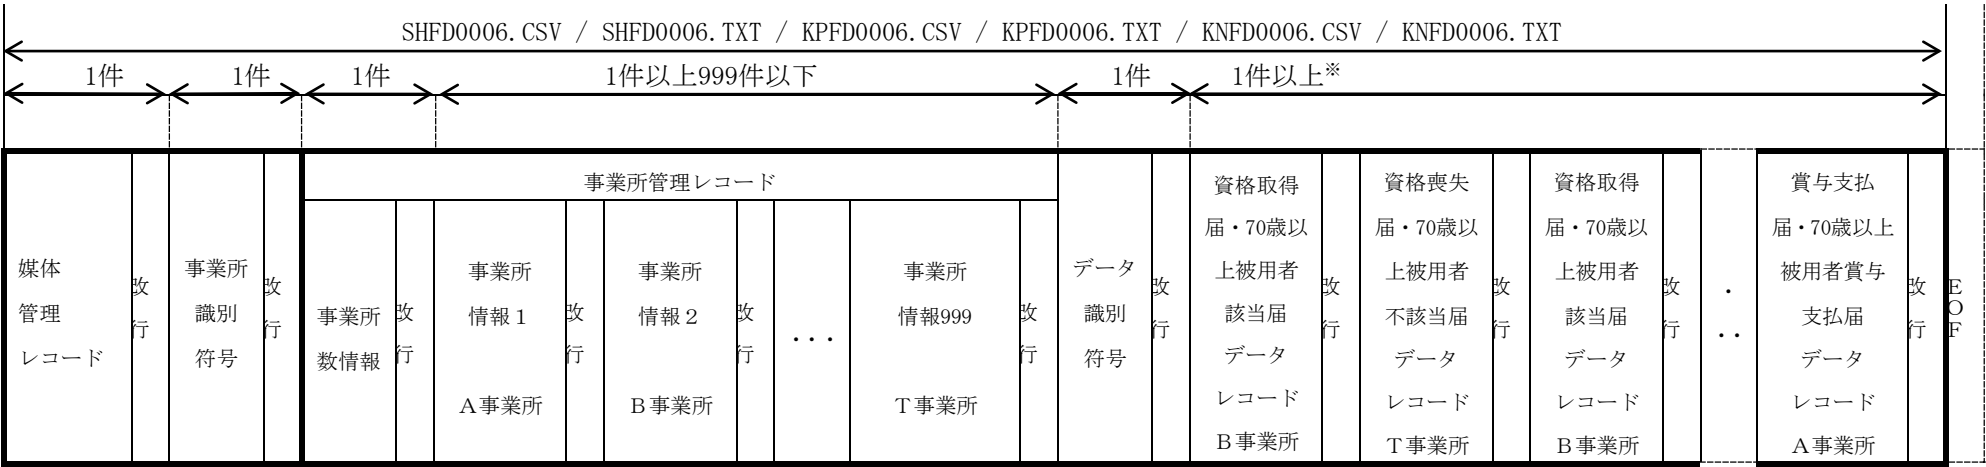 SHFD0006.CSV / SHFD0006.TXT / KPFD0006.CSV / KPFD0006.TXT / KNFD0006.CSV / KNFD0006.TXT
1件
1件
1件
1件以上999件以下
1件
1件以上※
媒体
管理
レコード
改
行
事業所
識別
符号
改
行
事業所管理レコード
事業所
数情報
改
行
事業所
情報1
A事業所
改
行
事業所
情報2
B事業所
改
行
・・・
事業所
情報999
T事業所
改
行
データ
識別
符号
改
行
資格取得
届・70歳以
上被用者
該当届
データ
レコード
B事業所
改
行
資格喪失
届・70歳以
上被用者
不該当届
データ
レコード
T事業所
改
行
資格取得
届・70歳以
上被用者
該当届
データ
レコード
B事業所
改
行
・
・・
賞与支払
届・70歳以上
被用者賞与
支払届
データ
レコード
A事業所
改
行
E
O
F